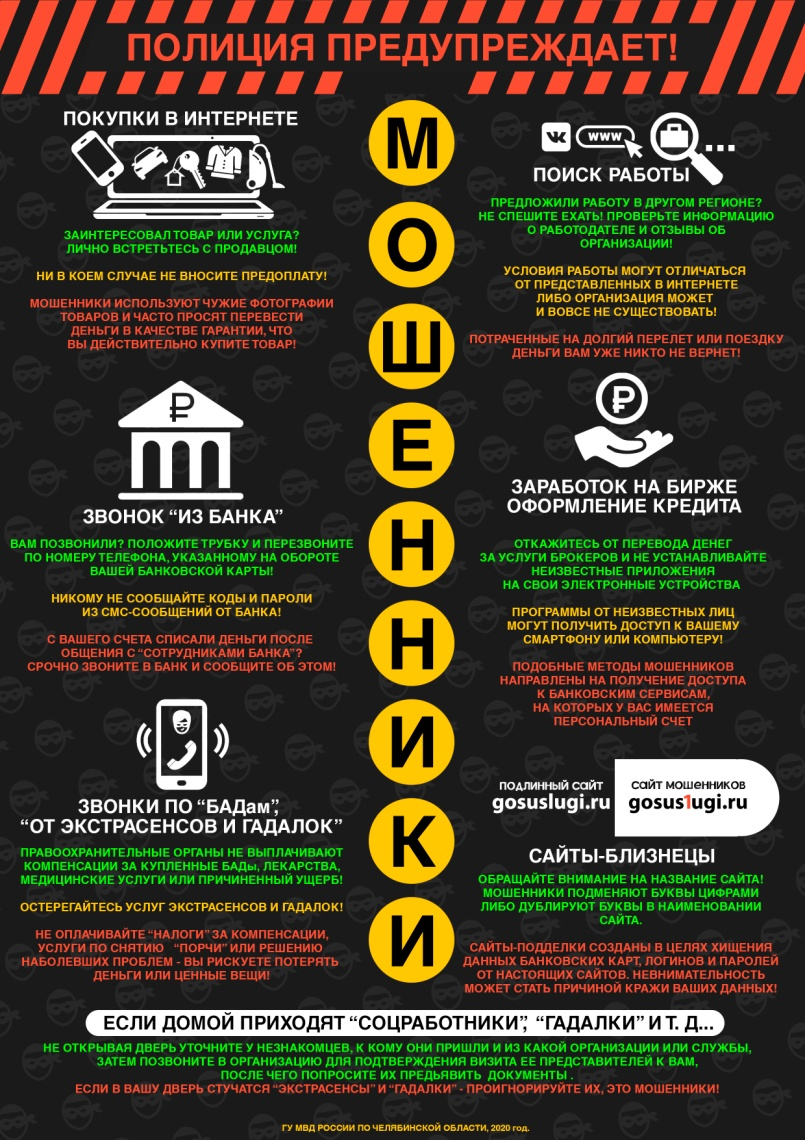 ПОЛИЦИЯ ПРЕДУПРЕЖДАЕТ!
МОШЕННИКИ
ПОКУПКИ В ИНТЕРНЕТЕ
ЗАИНТЕРЕСОВАЛ ТОВАР ИЛИ УСЛУГА?
ЛИЧНО ВСТРЕТЬТЕСЬ С ПРОДАВЦОМ!
НИ В КОЕМ СЛУЧАЕ НЕ ВНОСИТЕ ПРЕДОПЛАТУ!
МОШЕННИКИ ИСПОЛЬЗУЮТ ЧУЖИЕ ФОТОГРАФИИ
ТОВАРОВ И ЧАСТО ПРОСЯТ ПЕРЕВЕСТИ
ДЕНЬГИ В КАЧЕСТВЕ ГАРАНТИИ, ЧТО
ВЫ ДЕЙСТВИТЕЛЬНО КУПИТЕ ТОВАР!
₽
ЗВОНОК “ИЗ БАНКА”
ВАМ ПОЗВОНИЛИ? ПОЛОЖИТЕ ТРУБКУ И ПЕРЕЗВОНИТЕ
ПО НОМЕРУ ТЕЛЕФОНА, УКАЗАННОМУ НА ОБОРОТЕ
ВАШЕЙ БАНКОВСКОЙ КАРТЫ!
НИКОМУ НЕ СООБЩАЙТЕ КОДЫ И ПАРОЛИ
ИЗ СМС-СООБЩЕНИЙ ОТ БАНКА!
С ВАШЕГО СЧЕТА СПИСАЛИ ДЕНЬГИ ПОСЛЕ
ОБЩЕНИЯ С “СОТРУДНИКАМИ БАНКА”?
СРОЧНО ЗВОНИТЕ В БАНК И СООБЩИТЕ ОБ ЭТОМ!
ЗВОНКИ ПО “БАДам”,
“ОТ ЭКСТРАСЕНСОВ И ГАДАЛОК”
ПРАВООХРАНИТЕЛЬНЫЕ ОРГАНЫ НЕ ВЫПЛАЧИВАЮТ
КОМПЕНСАЦИИ ЗА КУПЛЕННЫЕ БАДы, ЛЕКАРСТВА,
МЕДИЦИНСКИЕ УСЛУГИ ИЛИ ПРИЧИНЕННЫЙ УЩЕРБ!
ОСТЕРЕГАЙТЕСЬ УСЛУГ ЭКСТРАСЕНСОВ И ГАДАЛОК!
НЕ ОПЛАЧИВАЙТЕ “НАЛОГИ” ЗА КОМПЕНСАЦИИ,
УСЛУГИ ПО СНЯТИЮ “ПОРЧИ” ИЛИ РЕШЕНИЮ
НАБОЛЕВШИХ ПРОБЛЕМ - ВЫ РИСКУЕТЕ ПОТЕРЯТЬ
ДЕНЬГИ ИЛИ ЦЕННЫЕ ВЕЩИ!
www ...
ПОИСК РАБОТЫ
ПРЕДЛОЖИЛИ РАБОТУ В ДРУГОМ РЕГИОНЕ?
НЕ СПЕШИТЕ ЕХАТЬ! ПРОВЕРЬТЕ ИНФОРМАЦИЮ
О РАБОТОДАТЕЛЕ И ОТЗЫВЫ ОБ
ОРГАНИЗАЦИИ!
УСЛОВИЯ РАБОТЫ МОГУТ ОТЛИЧАТЬСЯ
ОТ ПРЕДСТАВЛЕННЫХ В ИНТЕРНЕТЕ
ЛИБО ОРГАНИЗАЦИЯ МОЖЕТ
И ВОВСЕ НЕ СУЩЕСТВОВАТЬ!
ПОТРАЧЕННЫЕ НА ДОЛГИЙ ПЕРЕЛЕТ ИЛИ ПОЕЗДКУ
ДЕНЬГИ ВАМ УЖЕ НИКТО НЕ ВЕРНЕТ!
₽
ЗАРАБОТОК НА БИРЖЕ
ОФОРМЛЕНИЕ КРЕДИТА
ОТКАЖИТЕСЬ ОТ ПЕРЕВОДА ДЕНЕГ
ЗА УСЛУГИ БРОКЕРОВ И НЕ УСТАНАВЛИВАЙТЕ
НЕИЗВЕСТНЫЕ ПРИЛОЖЕНИЯ
НА СВОИ ЭЛЕКТРОННЫЕ УСТРОЙСТВА
ПРОГРАММЫ ОТ НЕИЗВЕСТНЫХ ЛИЦ
МОГУТ ПОЛУЧИТЬ ДОСТУП К ВАШЕМУ
СМАРТФОНУ ИЛИ КОМПЬЮТЕРУ!
ПОДОБНЫЕ МЕТОДЫ МОШЕННИКОВ
НАПРАВЛЕНЫ НА ПОЛУЧЕНИЕ ДОСТУПА
К БАНКОВСКИМ СЕРВИСАМ,
НА КОТОРЫХ У ВАС ИМЕЕТСЯ
ПЕРСОНАЛЬНЫЙ СЧЕТ
ПОДЛИННЫЙ САЙТ
gosuslugi.ru
САЙТ МОШЕННИКОВ
gosus1ugi.ru
САЙТЫ-БЛИЗНЕЦЫ
ОБРАЩАЙТЕ ВНИМАНИЕ НА НАЗВАНИЕ САЙТА!
МОШЕННИКИ ПОДМЕНЯЮТ БУКВЫ ЦИФРАМИ
ЛИБО ДУБЛИРУЮТ БУКВЫ В НАИМЕНОВАНИИ
САЙТА.
САЙТЫ-ПОДДЕЛКИ СОЗДАНЫ В ЦЕЛЯХ ХИЩЕНИЯ
ДАННЫХ БАНКОВСКИХ КАРТ, ЛОГИНОВ И ПАРОЛЕЙ
ОТ НАСТОЯЩИХ САЙТОВ. НЕВНИМАТЕЛЬНОСТЬ
МОЖЕТ СТАТЬ ПРИЧИНОЙ КРАЖИ ВАШИХ ДАННЫХ!
ЕСЛИ ДОМОЙ ПРИХОДЯТ “СОЦРАБОТНИКИ”, “ГАДАЛКИ” И Т. Д...
НЕ ОТКРЫВАЯ ДВЕРЬ УТОЧНИТЕ У НЕЗНАКОМЦЕВ, К КОМУ ОНИ ПРИШЛИ И ИЗ КАКОЙ ОРГАНИЗАЦИИ ИЛИ СЛУЖБЫ,
ЗАТЕМ ПОЗВОНИТЕ В ОРГАНИЗАЦИЮ ДЛЯ ПОДТВЕРЖДЕНИЯ ВИЗИТА ЕЕ ПРЕДСТАВИТЕЛЕЙ К ВАМ,
ПОСЛЕ ЧЕГО ПОПРОСИТЕ ИХ ПРЕДЪЯВИТЬ ДОКУМЕНТЫ .
ЕСЛИ В ВАШУ ДВЕРЬ СТУЧАТСЯ “ЭКСТРАСЕНСЫ” И “ГАДАЛКИ” - ПРОИГНОРИРУЙТЕ ИХ, ЭТО МОШЕННИКИ!
ГУ МВД РОССИИ ПО ЧЕЛЯБИНСКОЙ ОБЛАСТИ, 2020 год.